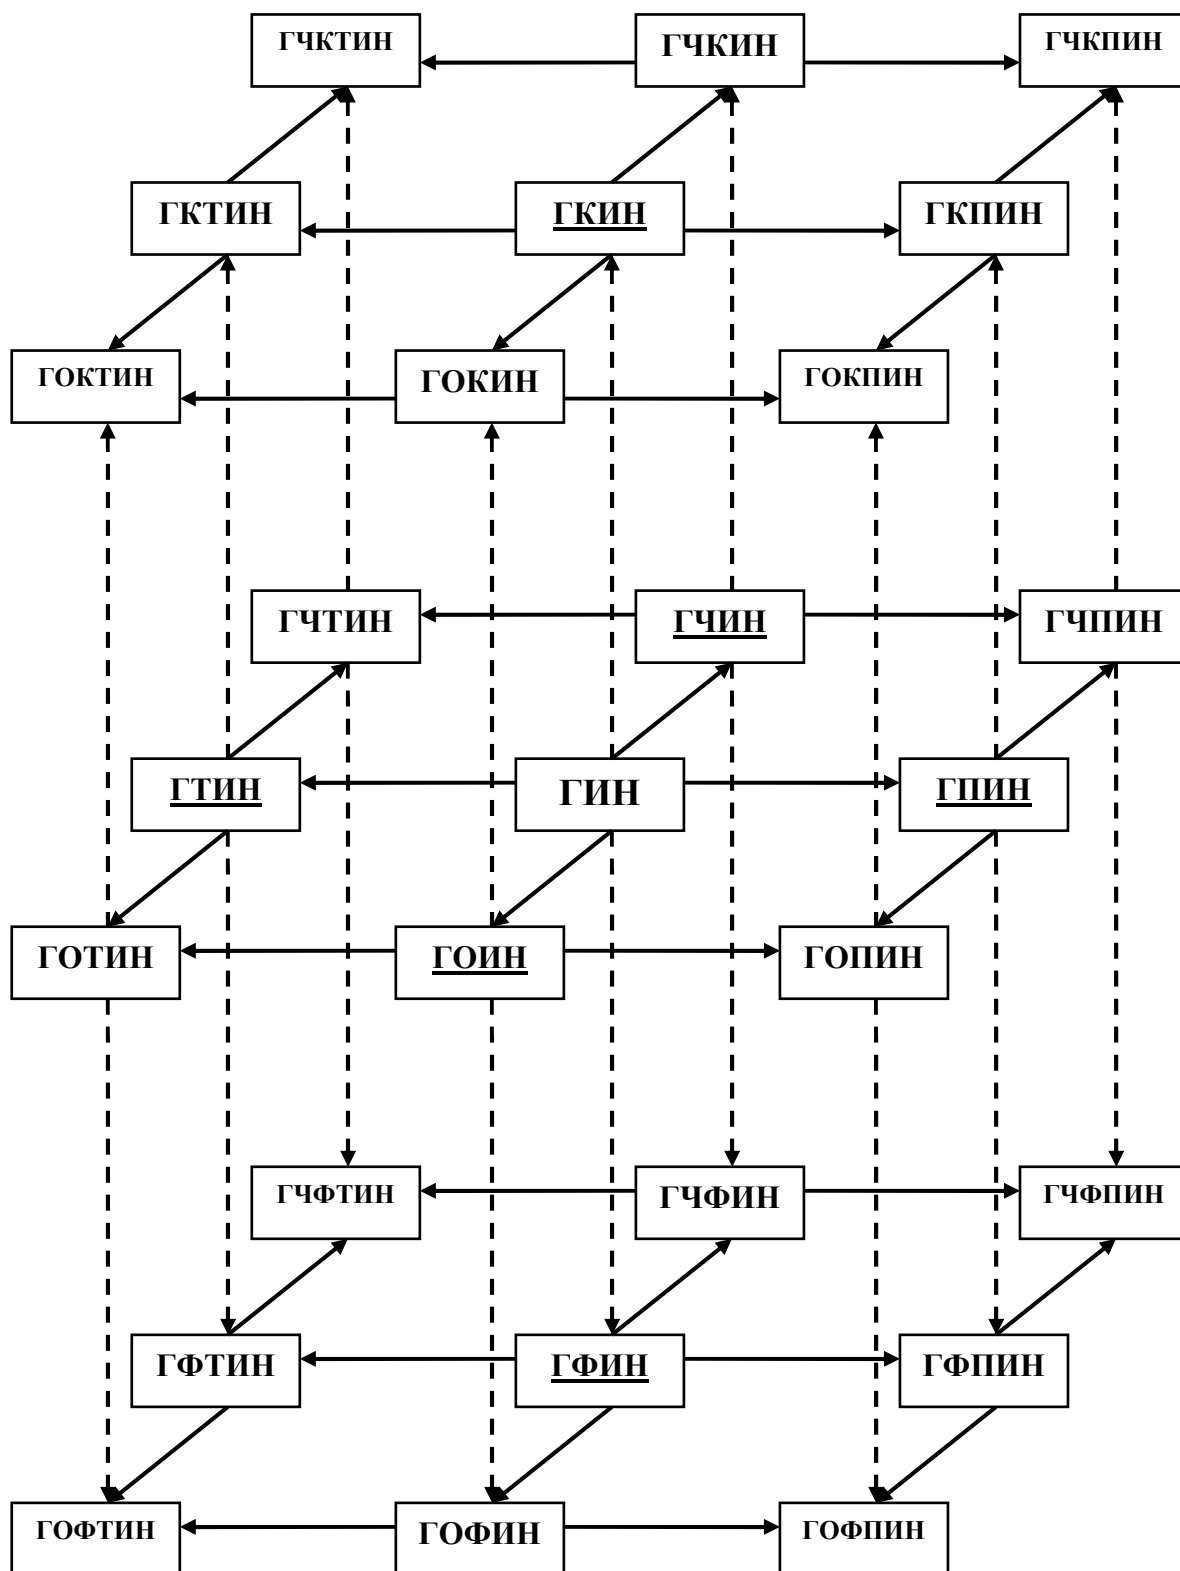 ГЧКТИН ГЧКИН ГЧКПИН
ГКТИН ГКИН ГКПИН
ГОКТИН ГОКИН ГОКПИН
ГЧТИН ГЧИН ГЧПИН
ГТИН ГИН ГПИН
ГОТИН ГОИН ГОПИН
ГЧФТИН ГЧФИН ГЧФПИН
ГФТИН ГФИН ГФПИН
ГОФТИН ГОФИН ГОФПИН